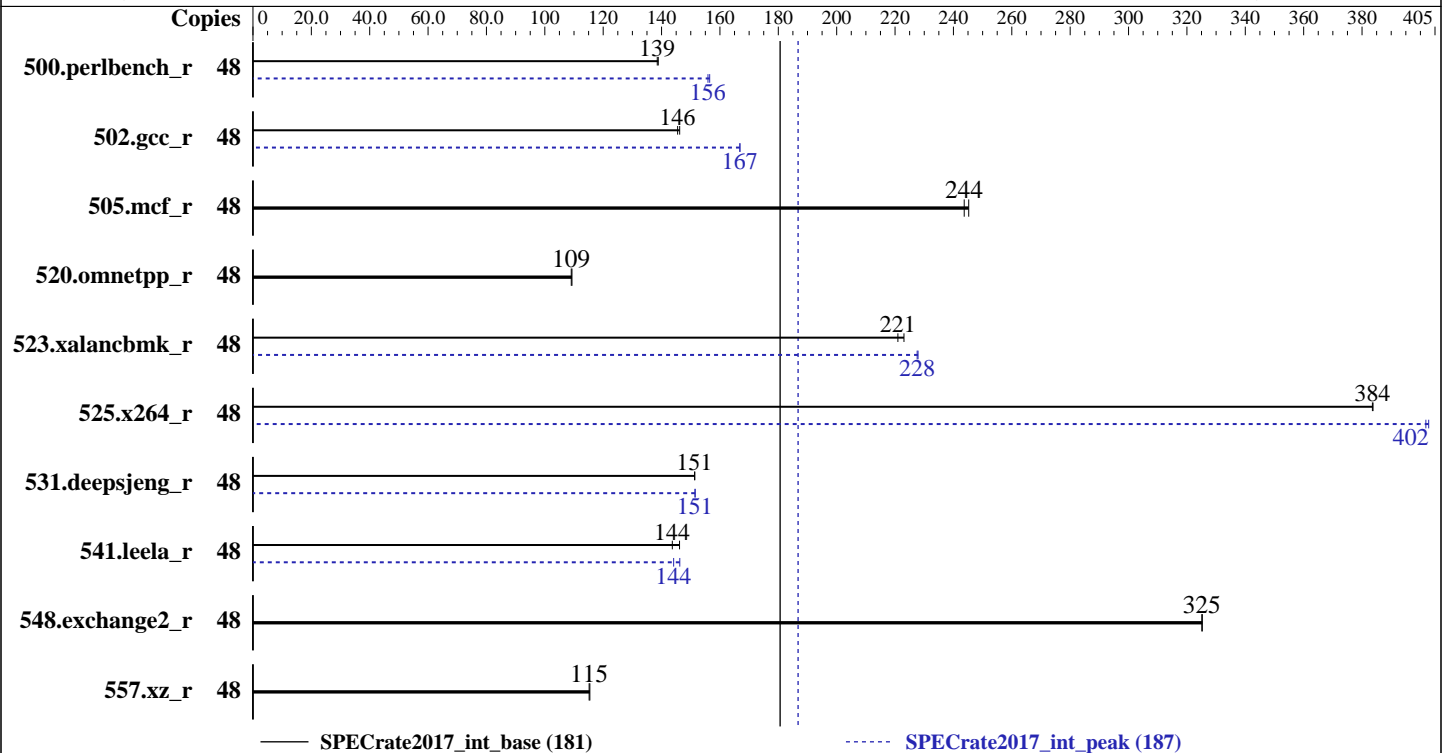 Copies 0 20.0 40.0 60.0 80.0 100 120 140 160 180 200 220 240 260 280 300 320 340 360 380 405
139
500.perlbench_r 48
156
146
502.gcc_r 48
167
244
505.mcf_r 48
109
520.omnetpp_r 48
221
523.xalancbmk_r 48
228
384
525.x264_r 48
402
151
531.deepsjeng_r 48
151
144
541.leela_r 48
144
325
548.exchange2_r 48
115
557.xz_r 48
SPECrate2017_int_base (181) SPECrate2017_int_peak (187)